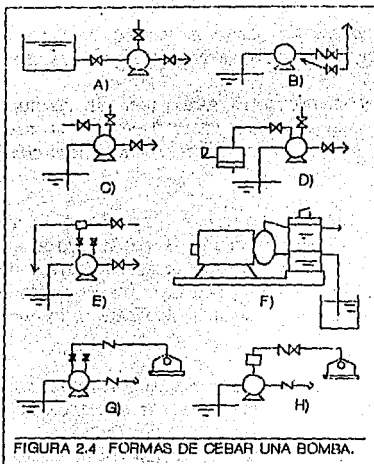 A)
B)
C)
D)
E)
F)
G)
H)
FIGURA 2.4 FORMAS DE CEBAR UNA BOMBA.